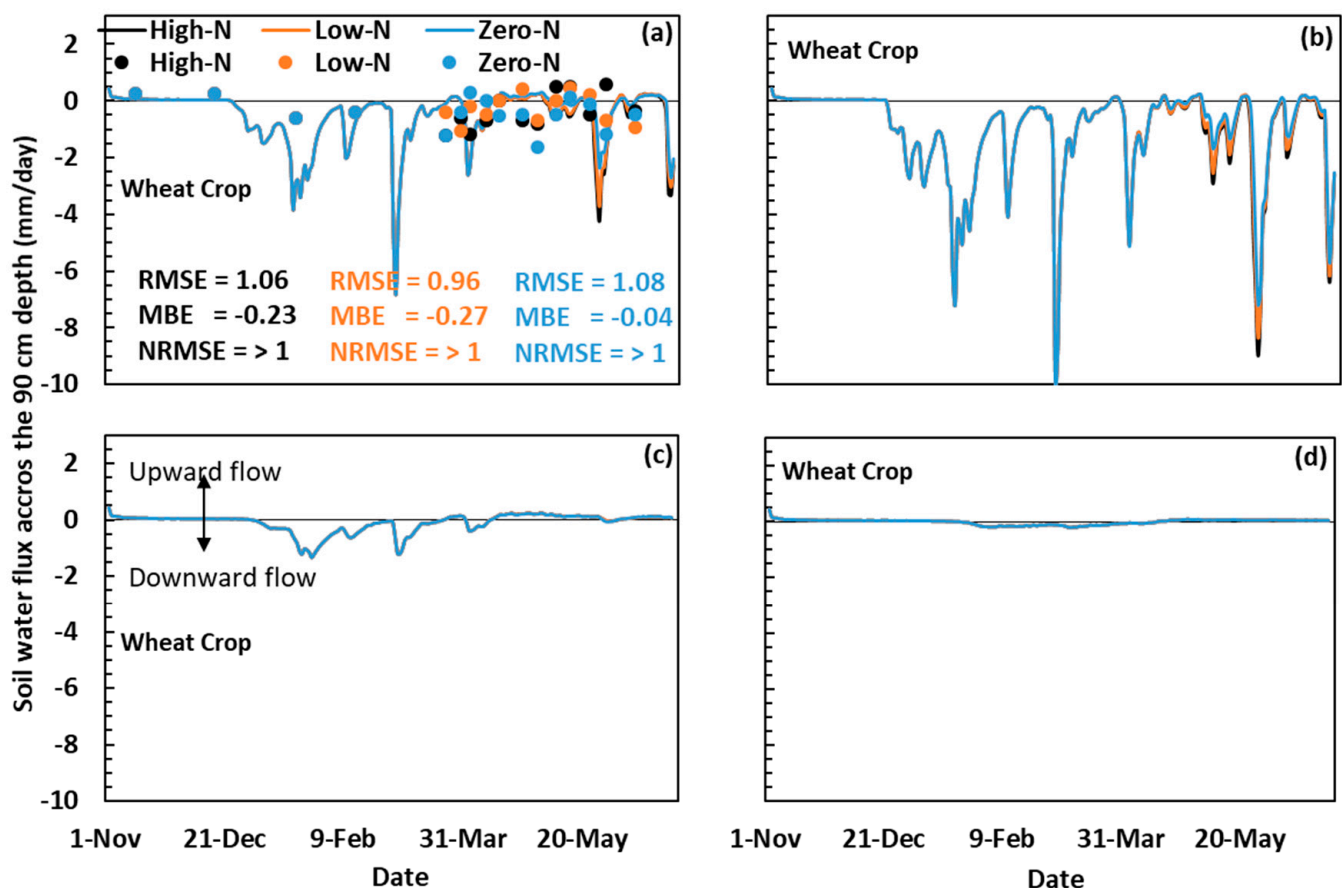 Soil water flux accros the 90 cm depth (mm/day)
High-N Low-N Zero-N (a)
High-N Low-N Zero-N
2
0
-2
-4
-6
-8
-10
Wheat Crop
RMSE = 1.06 RMSE = 0.96 RMSE = 1.08
MBE = -0.23 MBE = -0.27 MBE = -0.04
NRMSE = > 1 NRMSE = > 1 NRMSE = > 1
Wheat Crop (b)
(c)
2
0
-2
-4
-6
-8
-10
Upward flow
Downward flow
Wheat Crop
1-Nov 21-Dec 9-Feb 31-Mar 20-May
Date
Wheat Crop (d)
1-Nov 21-Dec 9-Feb 31-Mar 20-May
Date